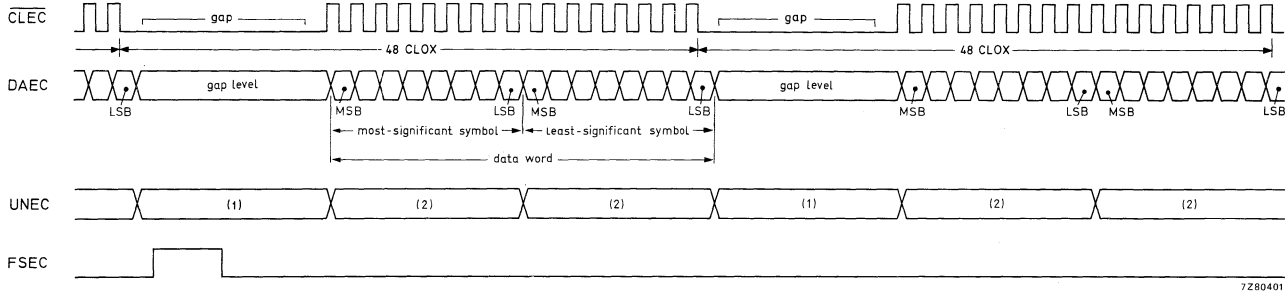 CLEC gap gap
48 CLOX 48 CLOX
DAEC gap level gap level
LSB MSB LSB MSB LSB MSB LSB MSB LSB
most-significant symbol least-significant symbol
data word
UNEC (1) (2) (2) (1) (2) (2)
FSEC
7Z80401